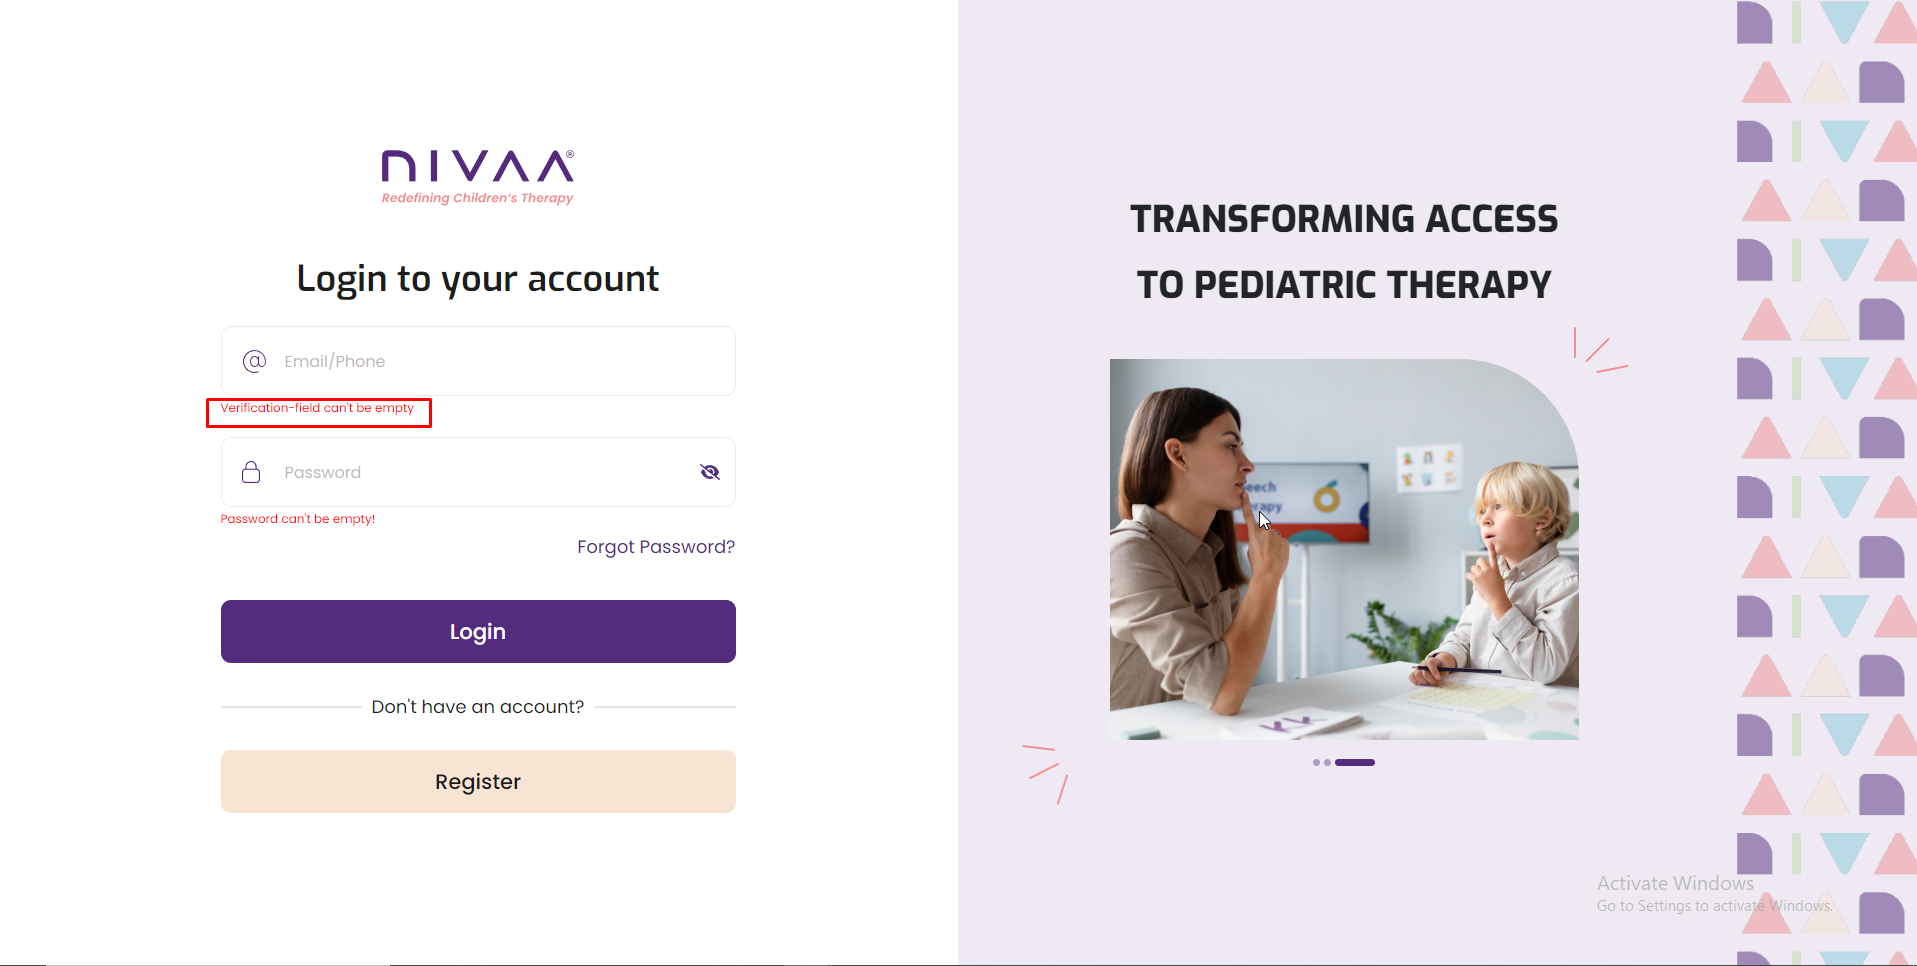 NIVAA®
Redefining Children's Therapy
Login to your account
Email/Phone
Verification-field can't be empty
Password
Password can't be empty!
Forgot Password?
Login
Don't have an account?
Register
TRANSFORMING ACCESS
TO PEDIATRIC THERAPY
Activate Windows
Go to Settings to activate Windows.